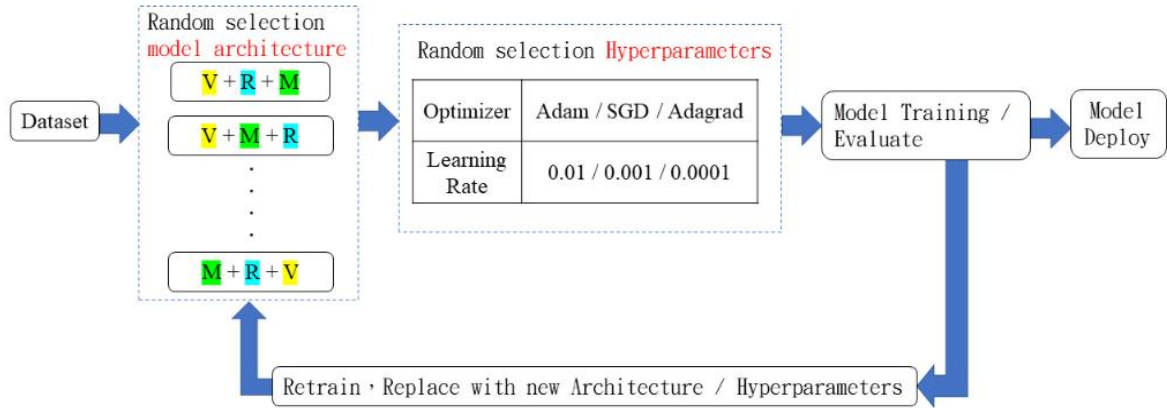 Dataset
Random selection
model architecture
V + R + M
V + M + R
M + R + V
Random selection Hyperparameters
Optimizer
Adam / SGD / Adagrad
Learning
Rate
0.01 / 0.001 / 0.0001
Model Training /
Evaluate
Model
Deploy
Retrain，Replace with new Architecture / Hyperparameters